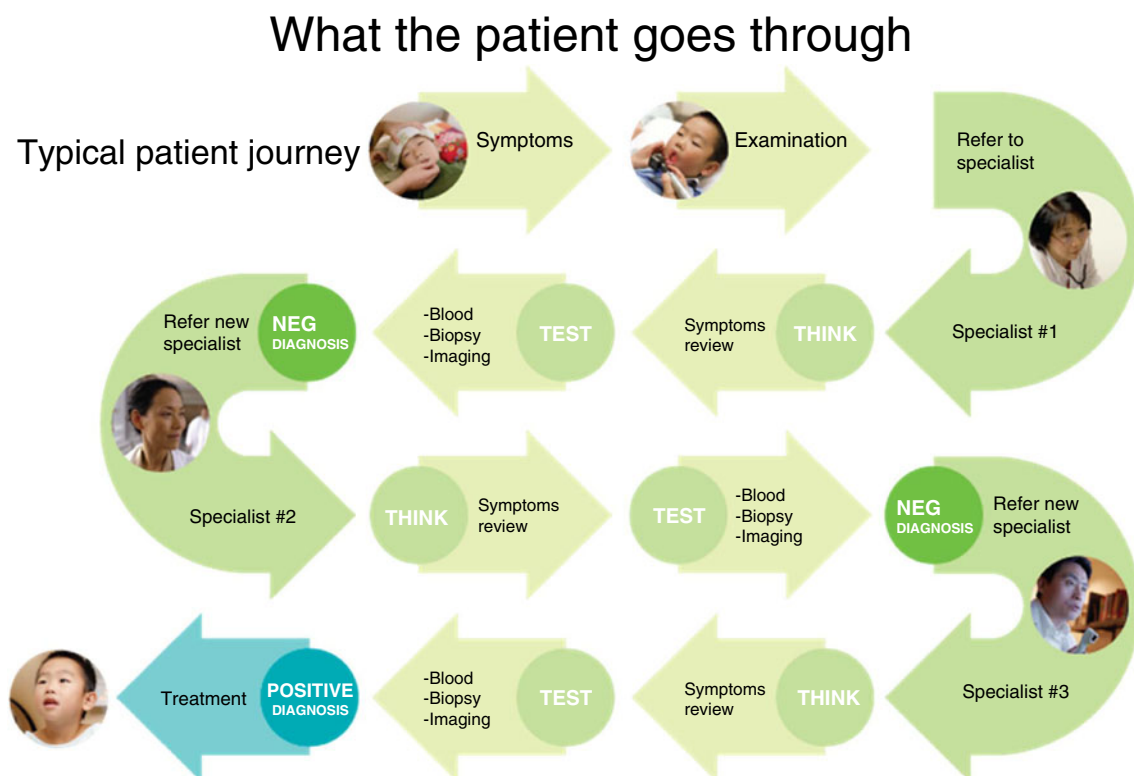 What the patient goes through
Typical patient journey
Symptoms
Examination
Refer to
specialist
Specialist #1
THINK
Symptoms
review
TEST
-Blood
-Biopsy
-Imaging
NEG
DIAGNOSIS
Refer new
specialist
Specialist #2
THINK
Symptoms
review
TEST
-Blood
-Biopsy
-Imaging
NEG
DIAGNOSIS
Refer new
specialist
Specialist #3
THINK
Symptoms
review
TEST
-Blood
-Biopsy
-Imaging
POSITIVE
DIAGNOSIS
Treatment